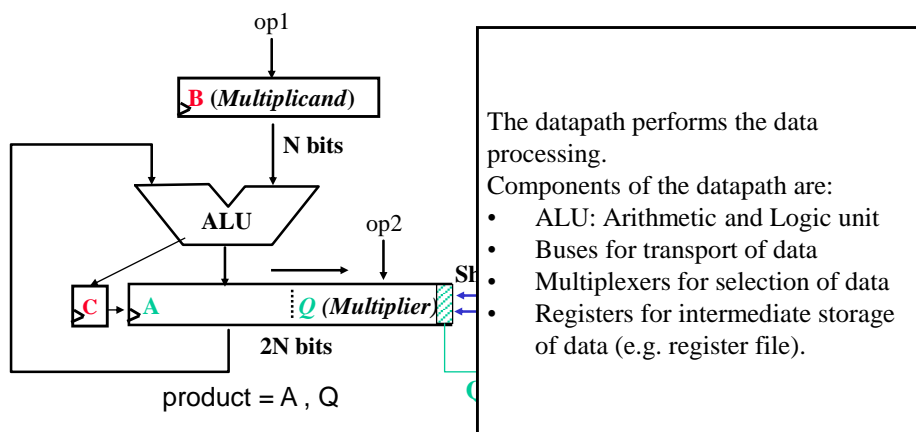 op1
B (Multiplicand)
N bits
ALU
op2
Sh
C
A
Q (Multiplier)
2N bits
product = A , Q
The datapath performs the data
processing.
Components of the datapath are:
• ALU: Arithmetic and Logic unit
• Buses for transport of data
• Multiplexers for selection of data
• Registers for intermediate storage
of data (e.g. register file).